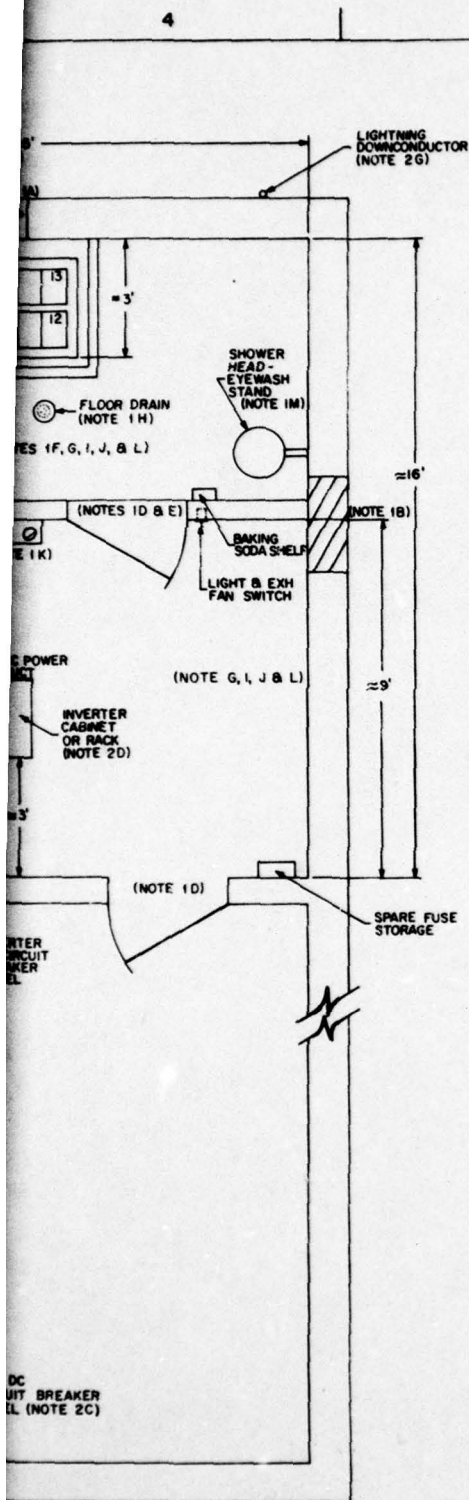 4
LIGHTNING
DOWNCONDUCTOR
(NOTE 2G)
13
≈3'
12
SHOWER
HEAD-
EYEWASH
STAND
(NOTE 1M)
FLOOR DRAIN
(NOTE 1H)
1F, G, I, J, & L)
≈16'
(NOTES 1D & E)
(NOTE 1B)
BAKING
SODA SHELF
1K)
LIGHT & EXH
FAN SWITCH
POWER
(NOTE G, I, J & L)
≈9'
INVERTER
CABINET
OR RACK
(NOTE 2D)
≈3'
(NOTE 1D)
SPARE FUSE
STORAGE
DC
BREAKER
(NOTE 2C)